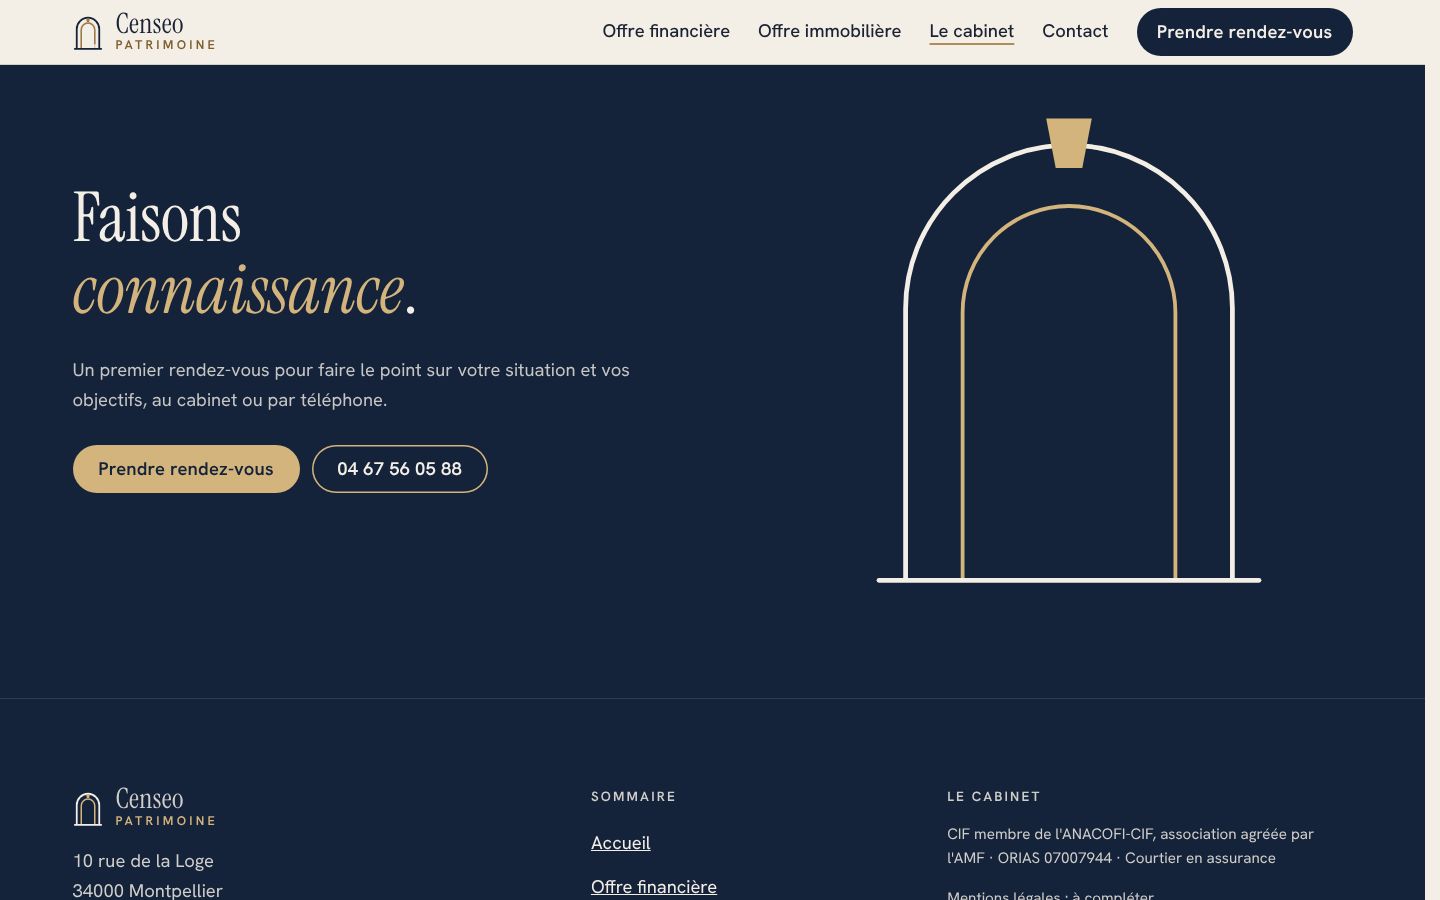 Censo
PATRIMOINE
Offre financière
Offre immobilière
Le cabinet
Contact
Prendre rendez-vous
Faisons
connaissance.
Un premier rendez-vous pour faire le point sur votre situation et vos
objectifs, au cabinet ou par téléphone.
Prendre rendez-vous
04 67 56 05 88
Censeo
PATRIMOINE
10 rue de la Loge
34000 Montpellier
SOMMAIRE
Accueil
Offre financière
LE CABINET
CIF membre de l'ANACOFI-CIF, association agréée par
l'AMF · ORIAS 07007944 · Courtier en assurance
Mentions légales : à compléter